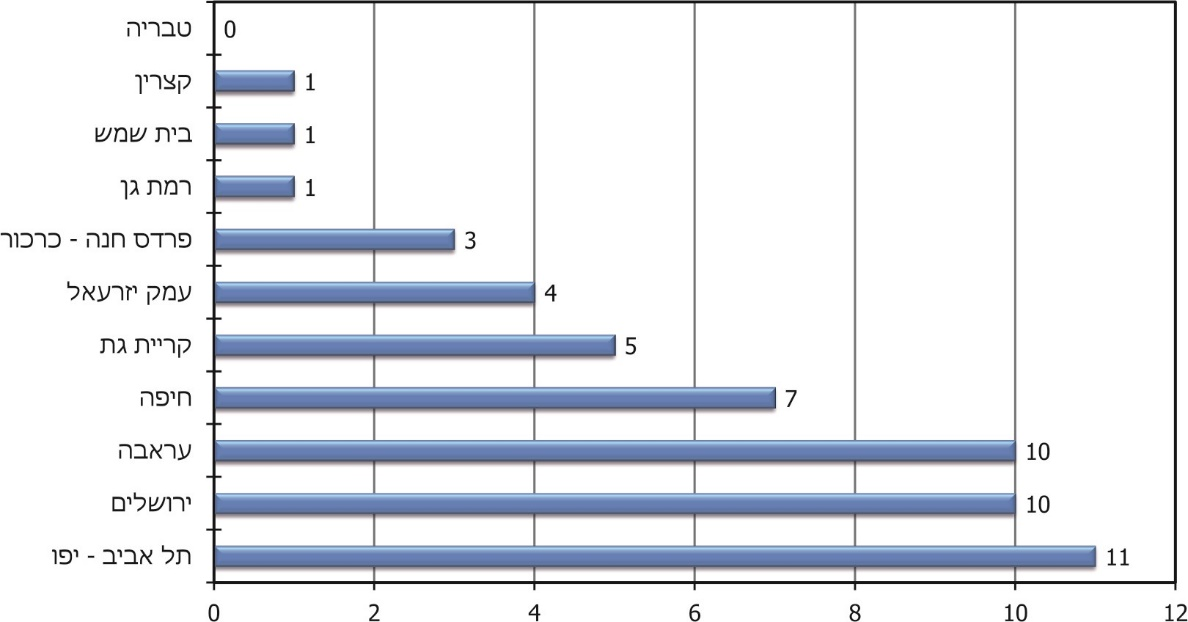 טבריה 0
קצרין 1
בית שמש 1
רמת גן 1
פרדס חנה - כרכור 3
עמק יזרעאל 4
קריית גת 5
חיפה 7
עראבה 10
ירושלים 10
תל אביב - יפו 11
0 2 4 6 8 10 12